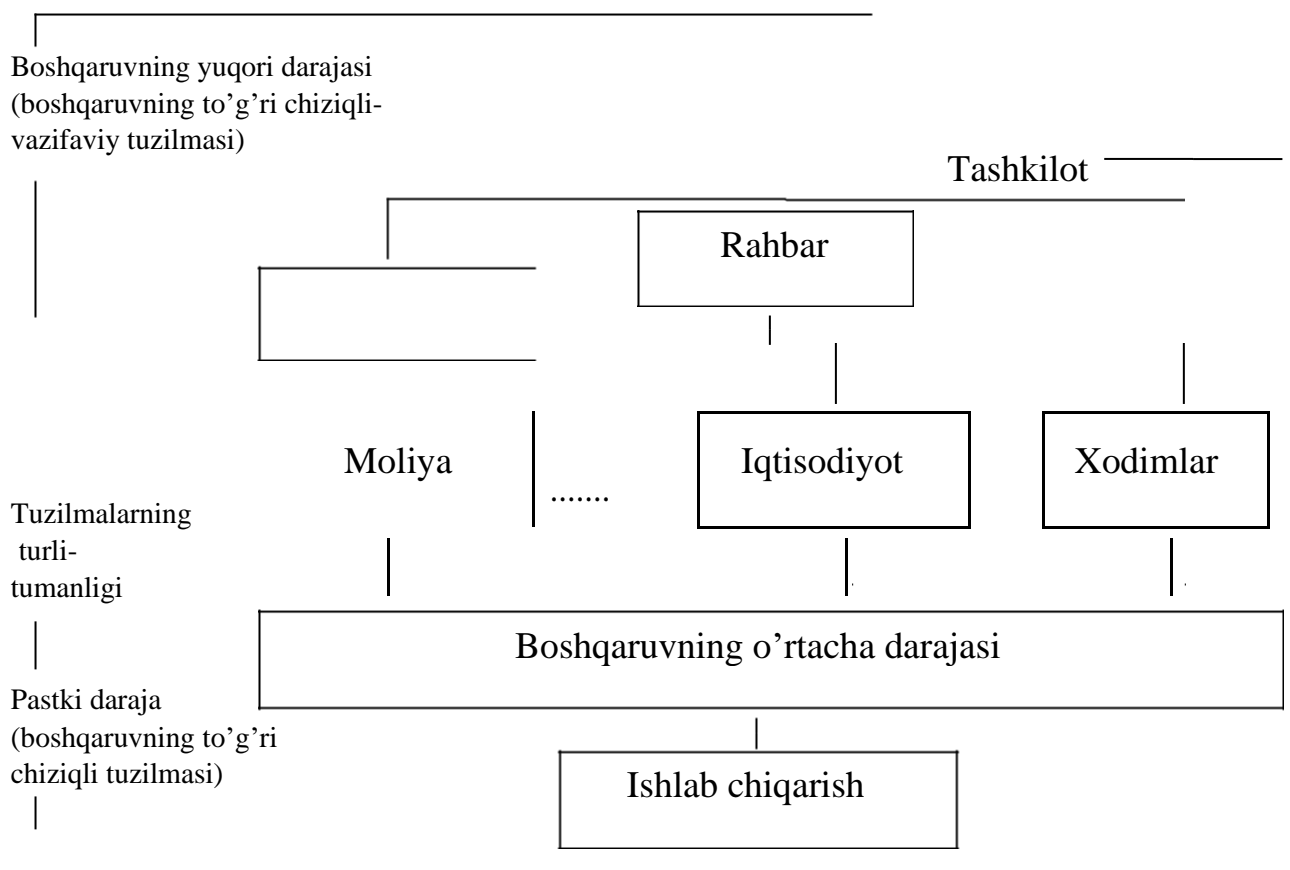 Boshqaruvning yuqori darajasi
(boshqaruvning to’g’ri chiziqli-
vazifaviy tuzilmasi)
Tashkilot
Rahbar
Moliya
.......
Iqtisodiyot
Xodimlar
Tuzilmalarning
turli-
tumanligi
Boshqaruvning o’rtacha darajasi
Pastki daraja
(boshqaruvning to’g’ri
chiziqli tuzilmasi)
Ishlab chiqarish